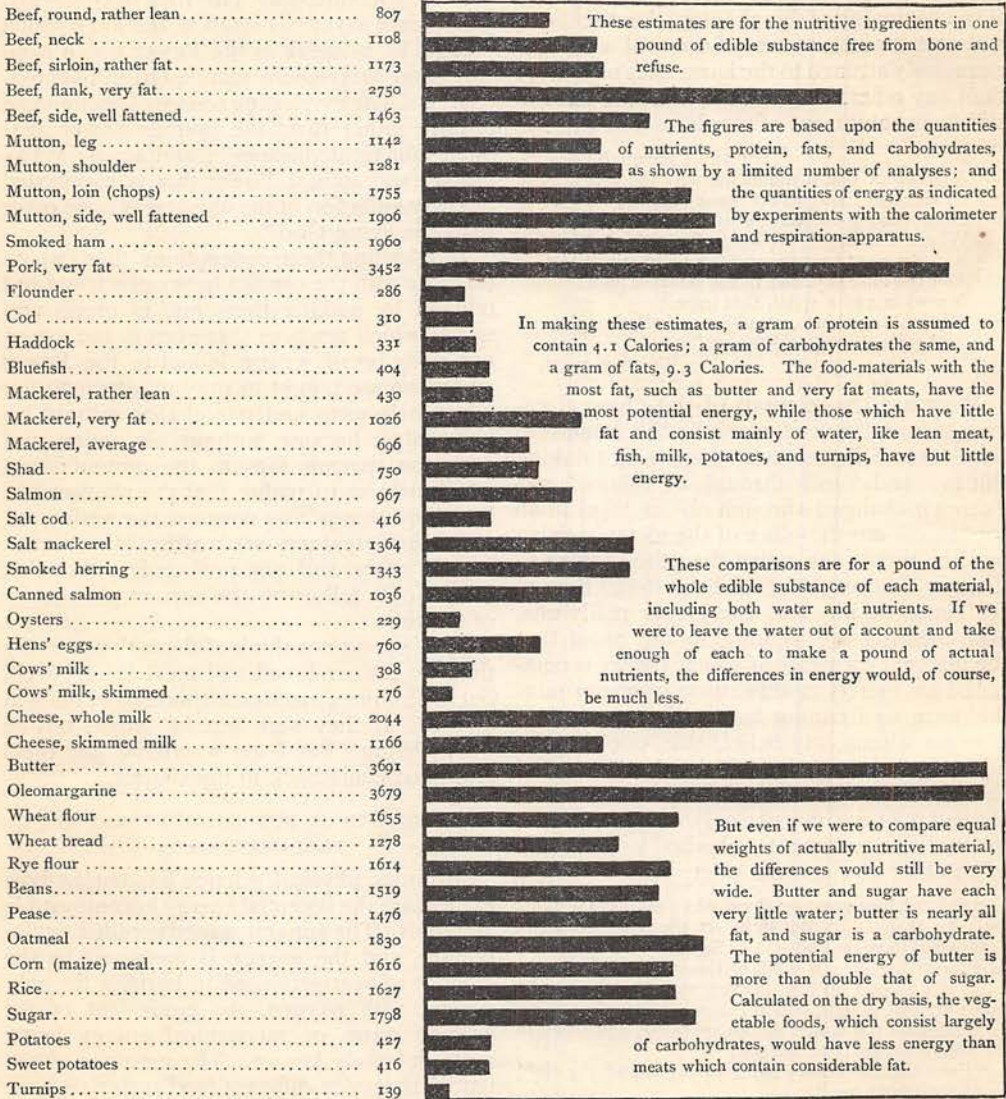 Beef, round, rather lean .......... 807
Beef, neck .......... 1108
Beef, sirloin, rather fat .......... 1173
Beef, flank, very fat .......... 2750
Beef, side, well fattened .......... 1463
Mutton, leg .......... 1142
Mutton, shoulder .......... 1281
Mutton, loin (chops) .......... 1755
Mutton, side, well fattened .......... 1906
Smoked ham .......... 1960
Pork, very fat .......... 3452
Flounder .......... 286
Cod .......... 310
Haddock .......... 331
Bluefish .......... 404
Mackerel, rather lean .......... 430
Mackerel, very fat .......... 1026
Mackerel, average .......... 696
Shad .......... 750
Salmon .......... 967
Salt cod .......... 416
Salt mackerel .......... 1364
Smoked herring .......... 1343
Canned salmon .......... 1036
Oysters .......... 229
Hens' eggs .......... 760
Cows' milk .......... 308
Cows' milk, skimmed .......... 176
Cheese, whole milk .......... 2044
Cheese, skimmed milk .......... 1166
Butter .......... 3691
Oleomargarine .......... 3679
Wheat flour .......... 1655
Wheat bread .......... 1278
Rye flour .......... 1614
Beans .......... 1519
Pease .......... 1476
Oatmeal .......... 1830
Corn (maize) meal .......... 1616
Rice .......... 1627
Sugar .......... 1798
Potatoes .......... 427
Sweet potatoes .......... 416
Turnips .......... 139
These estimates are for the nutritive ingredients in one
pound of edible substance free from bone and
refuse.
The figures are based upon the quantities
of nutrients, protein, fats, and carbohydrates,
as shown by a limited number of analyses; and
the quantities of energy as indicated
by experiments with the calorimeter
and respiration-apparatus.
In making these estimates, a gram of protein is assumed to
contain 4.1 Calories; a gram of carbohydrates the same, and
a gram of fats, 9.3 Calories. The food-materials with the
most fat, such as butter and very fat meats, have the
most potential energy, while those which have little
fat and consist mainly of water, like lean meat,
fish, milk, potatoes, and turnips, have but little
energy.
These comparisons are for a pound of the
whole edible substance of each material,
including both water and nutrients. If we
were to leave the water out of account and take
enough of each to make a pound of actual
nutrients, the differences in energy would, of course,
be much less.
But even if we were to compare equal
weights of actually nutritive material,
the differences would still be very
wide. Butter and sugar have each
very little water; butter is nearly all
fat, and sugar is a carbohydrate.
The potential energy of butter is
more than double that of sugar.
Calculated on the dry basis, the veg-
etable foods, which consist largely
of carbohydrates, would have less energy than
meats which contain considerable fat.